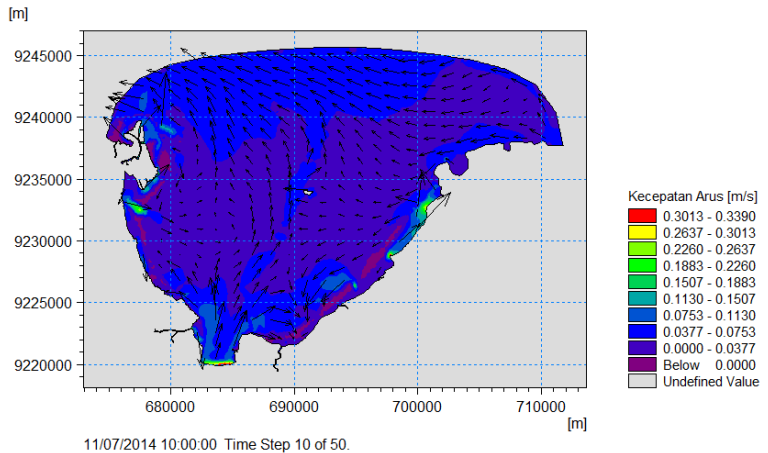 [m]
9245000
9240000
9235000
9230000
9225000
9220000
680000 690000 700000 710000
[m]
11/07/2014 10:00:00 Time Step 10 of 50.
Kecepatan Arus [m/s]
0.3013 - 0.3390
0.2637 - 0.3013
0.2260 - 0.2637
0.1883 - 0.2260
0.1507 - 0.1883
0.1130 - 0.1507
0.0753 - 0.1130
0.0377 - 0.0753
0.0000 - 0.0377
Below 0.0000
Undefined Value